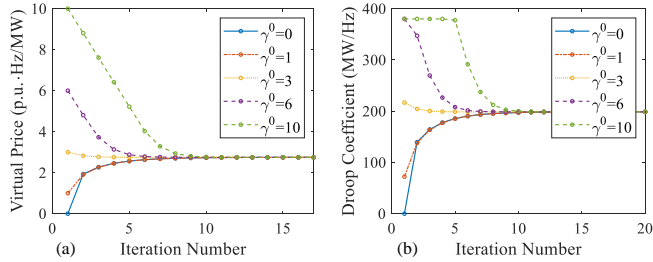 10
8
6
4
2
0
0
5
10
15
Virtual Price (p.u.·Hz/MW)
Iteration Number
(a)
γ⁰=0
γ⁰=1
γ⁰=3
γ⁰=6
γ⁰=10
400
300
200
100
0
0
5
10
15
20
Droop Coefficient (MW/Hz)
Iteration Number
(b)
γ⁰=0
γ⁰=1
γ⁰=3
γ⁰=6
γ⁰=10